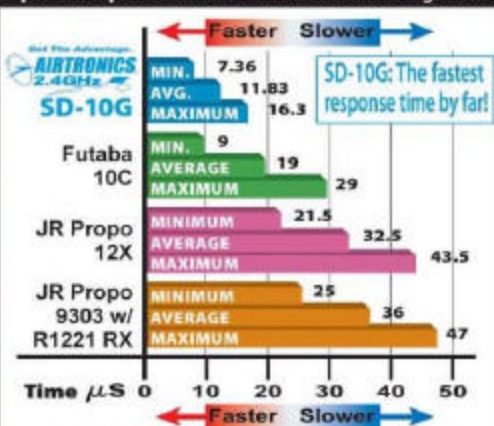 Faster Slower
Get The Advantage.
AIRTRONICS
2.4GHz
SD-10G
MIN. 7.36
AVG. 11.83
MAXIMUM 16.3
SD-10G: The fastest
response time by far!
Futaba
10C
MIN. 9
AVERAGE 19
MAXIMUM 29
JR Propo
12X
MINIMUM 21.5
AVERAGE 32.5
MAXIMUM 43.5
JR Propo
9303 w/
R1221 RX
MINIMUM 25
AVERAGE 36
MAXIMUM 47
Time µS 0 10 20 30 40 50
Faster Slower